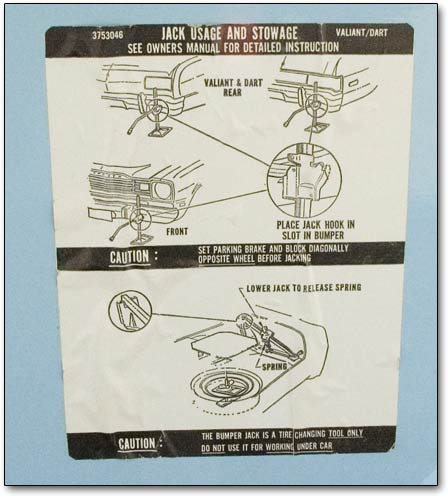 3753046 JACK USAGE AND STOWAGE VALIANT/DART
SEE OWNERS MANUAL FOR DETAILED INSTRUCTION
VALIANT & DART
REAR
PLACE JACK HOOK IN
SLOT IN BUMPER
FRONT
CAUTION: SET PARKING BRAKE AND BLOCK DIAGONALLY
OPPOSITE WHEEL BEFORE JACKING
LOWER JACK TO RELEASE SPRING
SPRING
CAUTION: THE BUMPER JACK IS A TIRE CHANGING TOOL ONLY
DO NOT USE IT FOR WORKING UNDER CAR